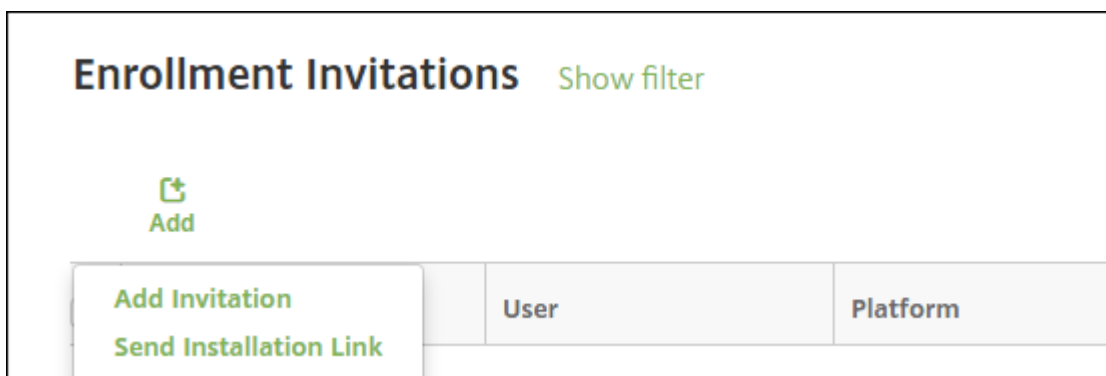 Enrollment Invitations Show filter
Add
Add Invitation
Send Installation Link
User Platform